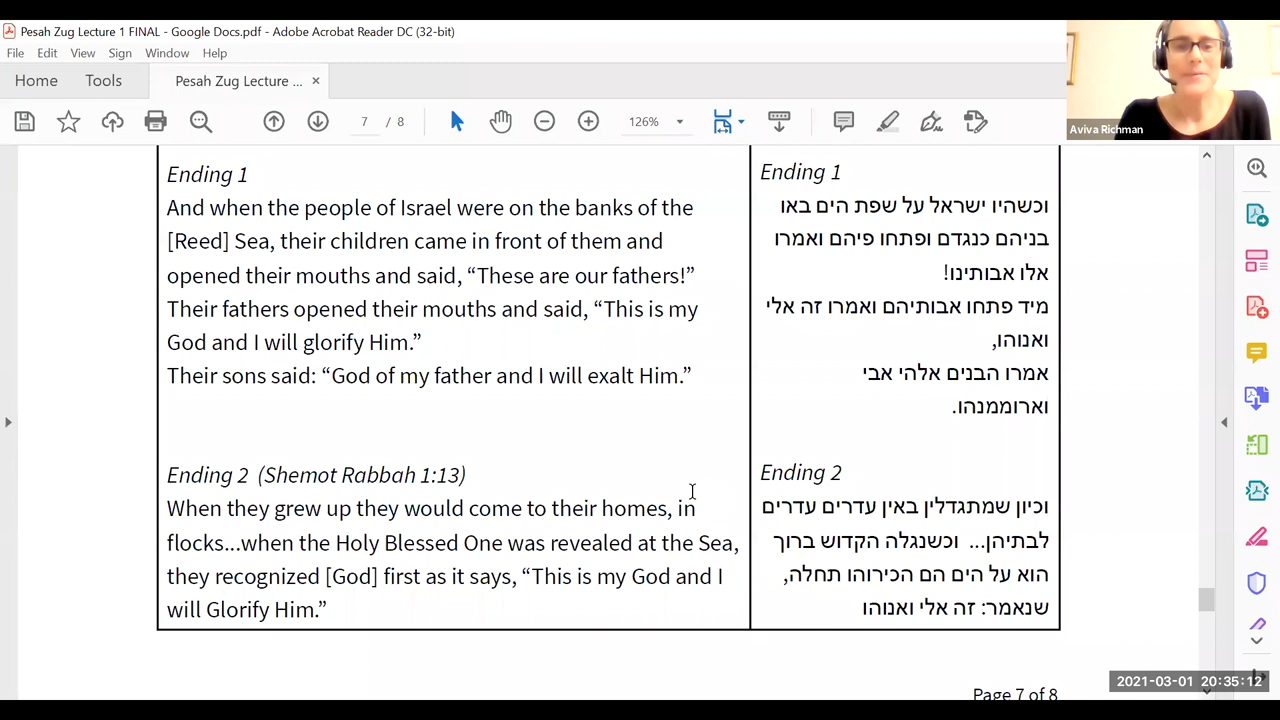 Pesah Zug Lecture 1 FINAL - Google Docs.pdf - Adobe Acrobat Reader DC (32-bit)
File Edit View Sign Window Help
Home Tools Pesah Zug Lecture ... ×
7 / 8 126%
Aviva Richman
Ending 1
And when the people of Israel were on the banks of the
[Reed] Sea, their children came in front of them and
opened their mouths and said, “These are our fathers!”
Their fathers opened their mouths and said, “This is my
God and I will glorify Him.”
Their sons said: “God of my father and I will exalt Him.”
Ending 2 (Shemot Rabbah 1:13)
When they grew up they would come to their homes, in
flocks...when the Holy Blessed One was revealed at the Sea,
they recognized [God] first as it says, “This is my God and I
will Glorify Him.”
Ending 1
וכשהיו ישראל על שפת הים באו
בניהם כנגדם ופתחו פיהם ואמרו
אלו אבותינו!
מיד פתחו אבותיהם ואמרו זה אלי
ואנוהו,
אמרו הבנים אלהי אבי
וארוממנהו.
Ending 2
וכיון שמתגדלין באין עדרים עדרים
לבתיהן... וכשנגלה הקדוש ברוך
הוא על הים הם הכירוהו תחלה,
שנאמר: זה אלי ואנוהו
Page 7 of 8
2021-03-01 20:35:12